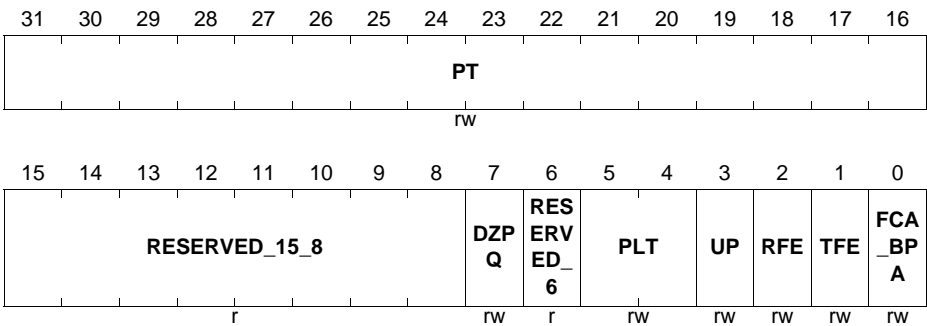 31 30 29 28 27 26 25 24 23 22 21 20 19 18 17 16
PT
rw
15 14 13 12 11 10 9 8 7 6 5 4 3 2 1 0
RESERVED_15_8
DZP
Q
RES
ERV
ED_
6
PLT
UP
RFE
TFE
FCA
_BP
A
r rw r rw rw rw rw rw